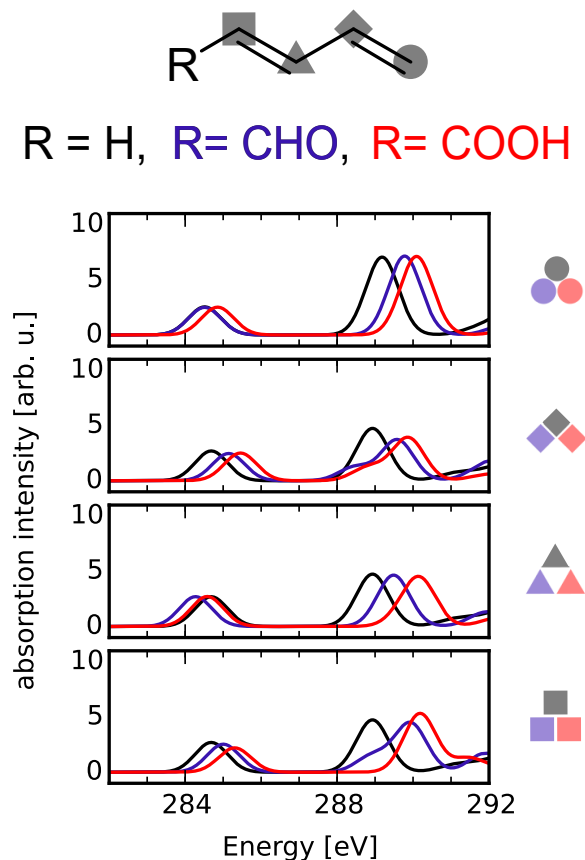 R
R = H, R= CHO, R= COOH
absorption intensity [arb. u.]
10
5
0
10
5
0
10
5
0
10
5
0
284 288 292
Energy [eV]